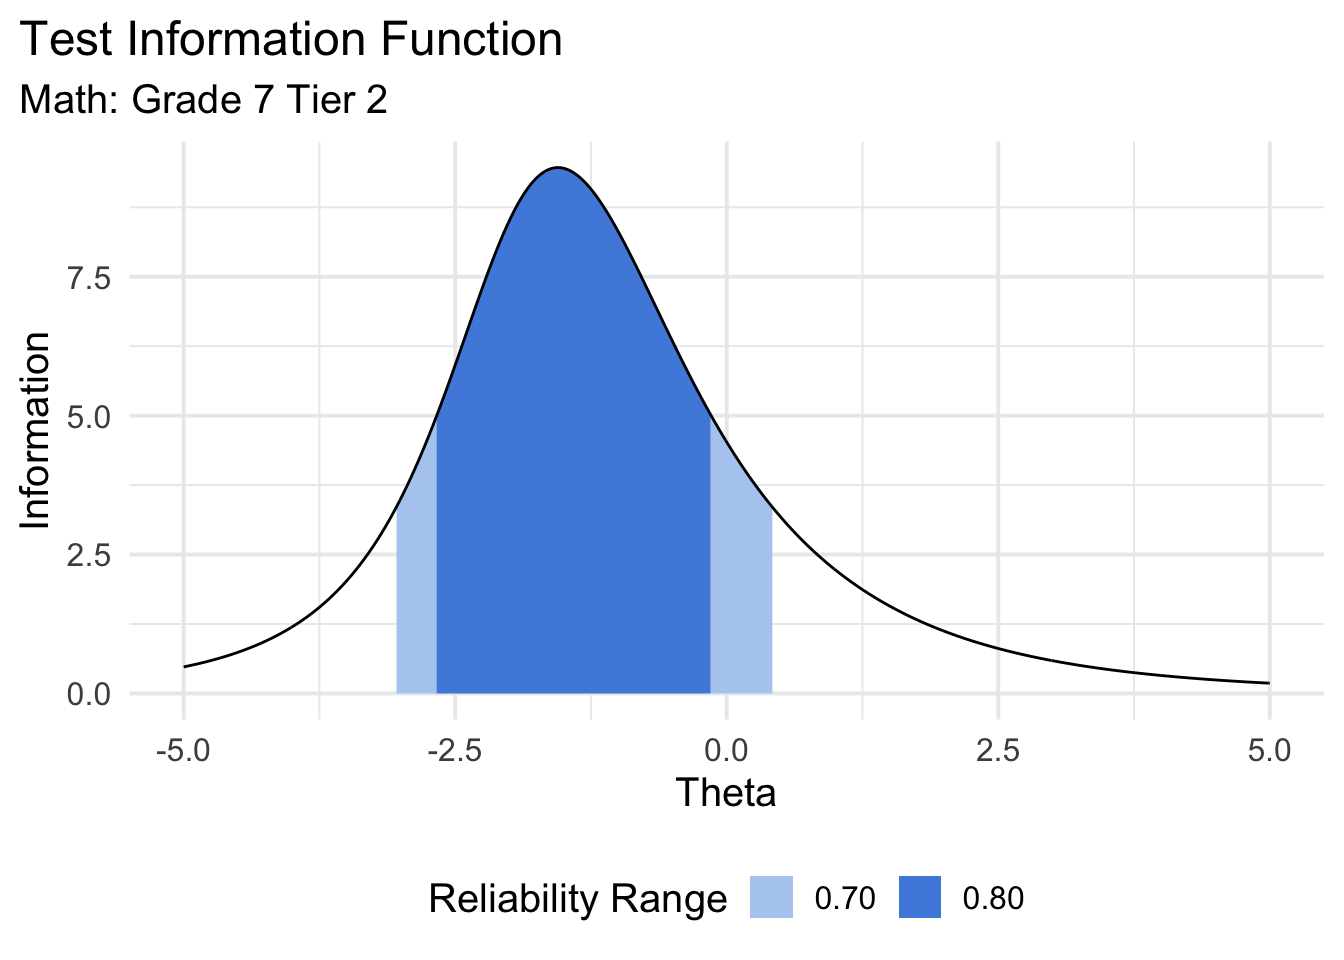 Test Information Function
Math: Grade 7 Tier 2
Information
7.5
5.0
2.5
0.0
-5.0 -2.5 0.0 2.5 5.0
Theta
Reliability Range 0.70 0.80